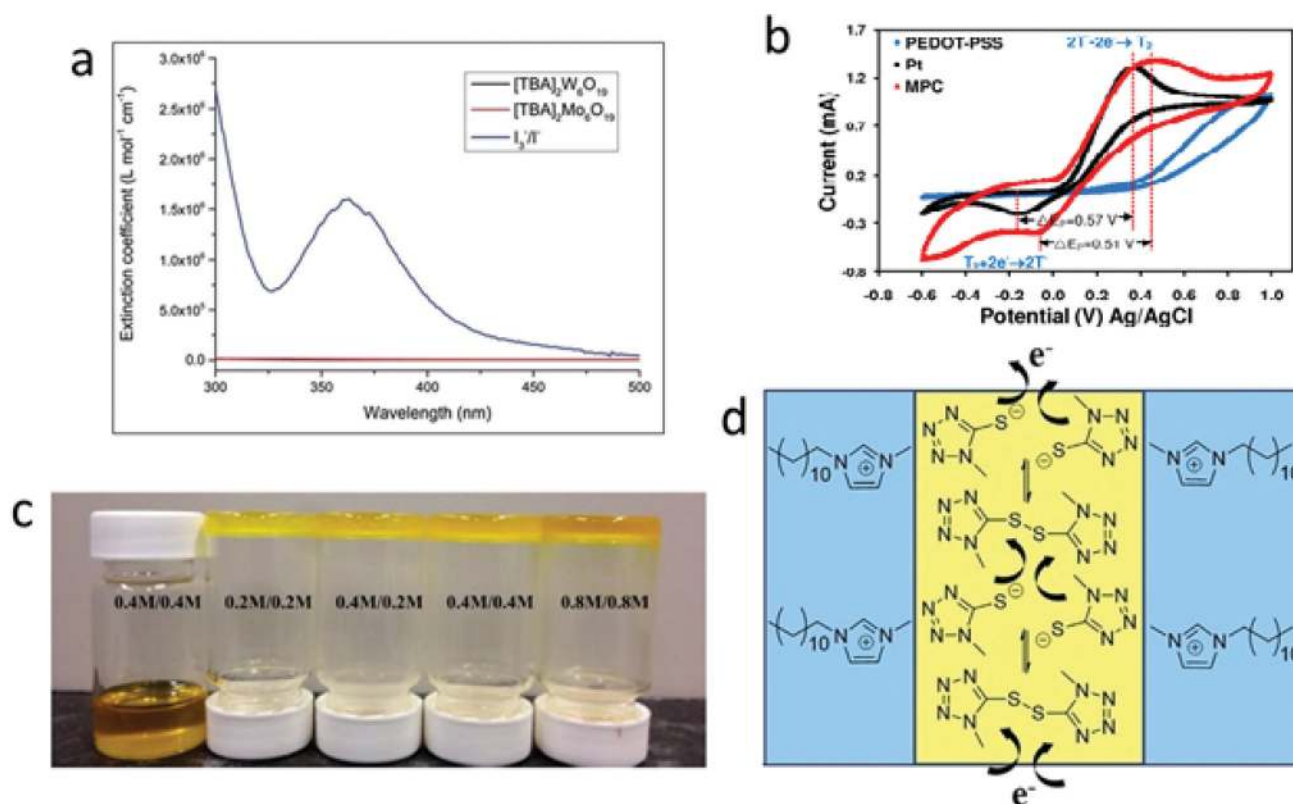 a
3.0x10⁶
2.5x10⁶
2.0x10⁶
1.5x10⁶
1.0x10⁶
5.0x10⁵
0.0
Extinction coefficient (L mol⁻¹ cm⁻¹)
[TBA]₂W₆O₁₉
[TBA]₂Mo₆O₁₉
I₃⁻/I⁻
300
350
400
450
500
Wavelength (nm)
b
PEDOT-PSS
Pt
MPC
2T⁻-2e⁻→ T₂
1.7
1.2
0.7
0.2
-0.3
-0.8
Current (mA)
△Eₚ=0.57 V
△Eₚ=0.51 V
T₂+2e⁻→2T⁻
-0.8 -0.6 -0.4 -0.2 0.0 0.2 0.4 0.6 0.8 1.0
Potential (V) Ag/AgCl
c
0.4M/0.4M 0.2M/0.2M 0.4M/0.2M 0.4M/0.4M 0.8M/0.8M
d
e⁻
N N N N S ⊖
⊖ S N N N N
10 N N ⊕
⊕ N N 10
N N N N S S N N N N
N N N N S ⊖
⊖ S N N N N
10 N N ⊕
⊕ N N 10
N N N N S S N N N N
e⁻